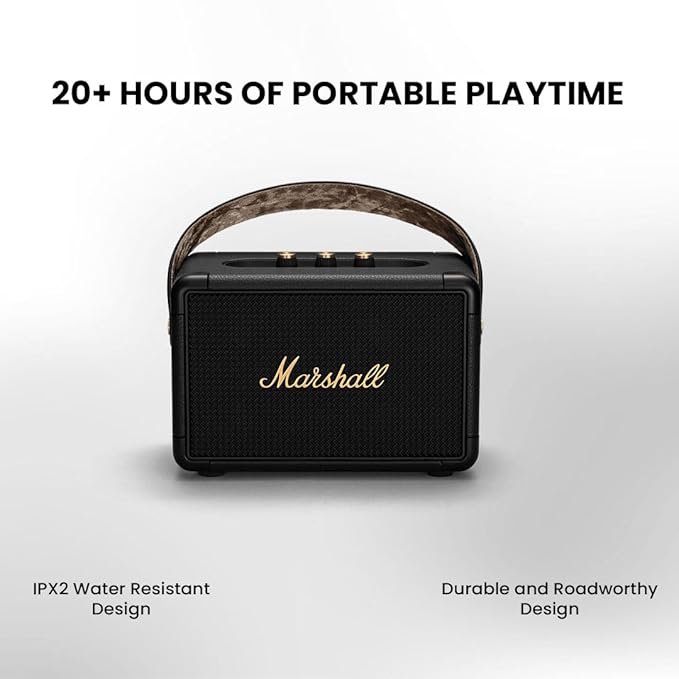 20+ HOURS OF PORTABLE PLAYTIME
Marshall
IPX2 Water Resistant
Design
Durable and Roadworthy
Design